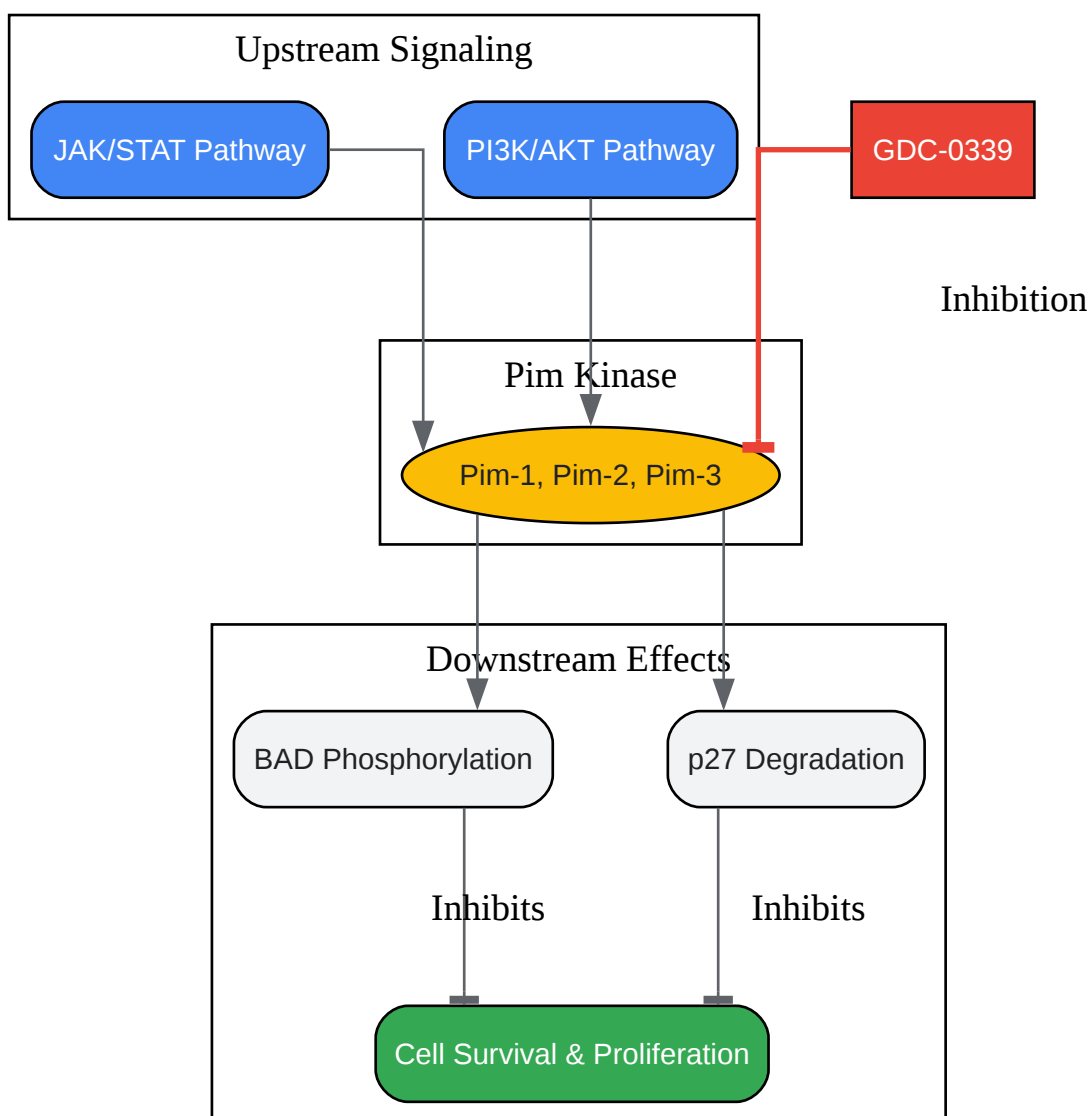 Upstream Signaling
JAK/STAT Pathway
PI3K/AKT Pathway
GDC-0339
Inhibition
Pim Kinase
Pim-1, Pim-2, Pim-3
Downstream Effects
BAD Phosphorylation
p27 Degradation
Inhibits
Inhibits
Cell Survival & Proliferation